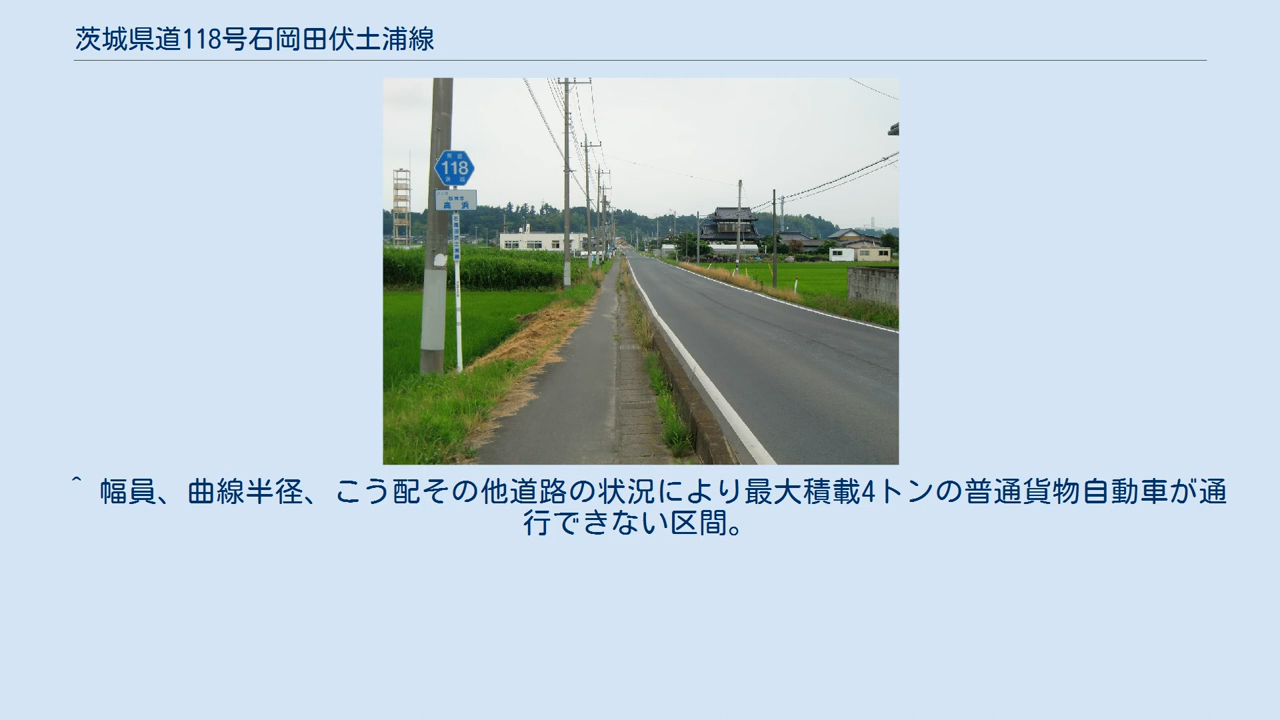 茨城県道118号石岡田伏土浦線
118
高浜
^ 幅員、曲線半径、こう配その他道路の状況により最大積載4トンの普通貨物自動車が通
行できない区間。